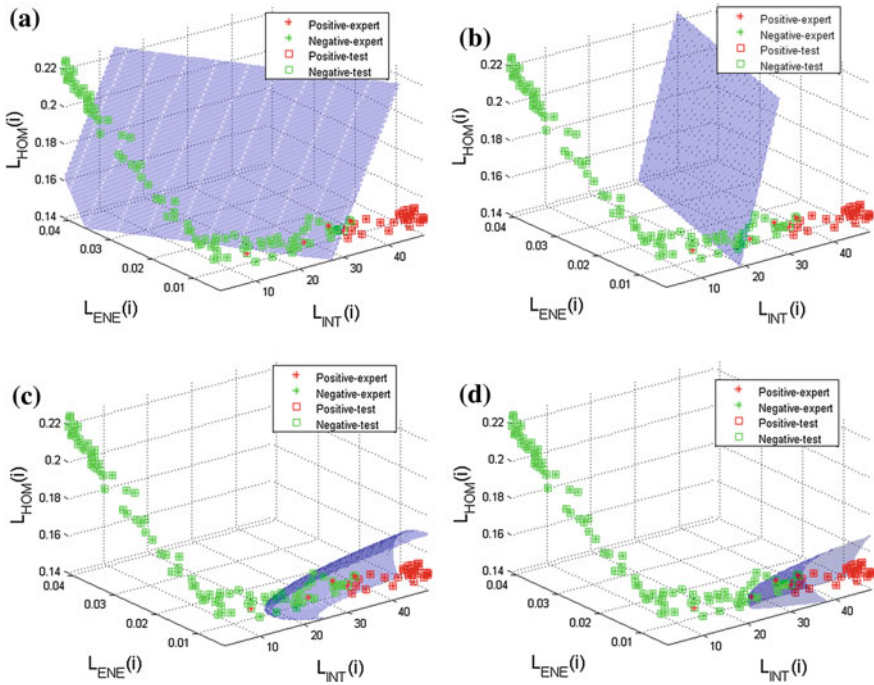 (a)
Positive-expert
Negative-expert
Positive-test
Negative-test
0.22
0.2
0.18
0.16
0.14
L_HOM(i)
0.04
0.03
0.02
0.01
L_ENE(i)
10
20
30
40
L_INT(i)
(b)
Positive-expert
Negative-expert
Positive-test
Negative-test
0.22
0.2
0.18
0.16
0.14
L_HOM(i)
0.04
0.03
0.02
0.01
L_ENE(i)
10
20
30
40
L_INT(i)
(c)
Positive-expert
Negative-expert
Positive-test
Negative-test
0.22
0.2
0.18
0.16
0.14
L_HOM(i)
0.04
0.03
0.02
0.01
L_ENE(i)
10
20
30
40
L_INT(i)
(d)
Positive-expert
Negative-expert
Positive-test
Negative-test
0.22
0.2
0.18
0.16
0.14
L_HOM(i)
0.04
0.03
0.02
0.01
L_ENE(i)
10
20
30
40
L_INT(i)